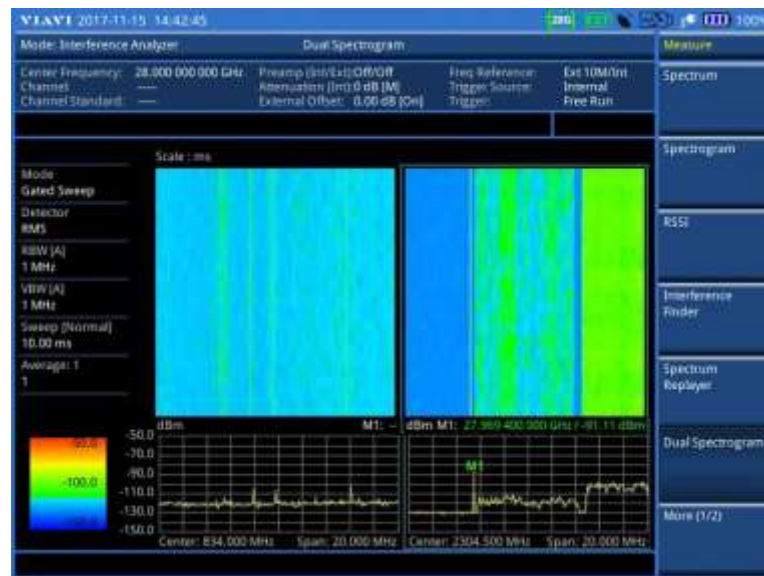 VIAVI 2017-11-15 14:42:45
100%
Mode: Interference Analyzer
Dual Spectrogram
Measure
Center Frequency: 28.000 000 000 GHz
Channel: ----
Channel Standard: ----
Preamp (Int/Ext): Off/Off
Attenuation (Int): 0 dB [M]
External Offset: 0.00 dB [On]
Freq Reference: Ext 10M/Int
Trigger Source: Internal
Trigger: Free Run
Spectrum
Spectrogram
RSSI
Interference Finder
Spectrum Replayer
Dual Spectrogram
More (1/2)
Scale : ms
Mode
Gated Sweep
Detector
RMS
RBW [A]
1 MHz
VBW [A]
1 MHz
Sweep [Normal]
10.00 ms
Average: 1
1
dBm
M1: --
dBm M1: 27.969 400 000 GHz / -91.11 dBm
-50.0
-70.0
-90.0
-110.0
-130.0
-150.0
-100.0
M1
Center: 834.000 MHz Span: 20.000 MHz
Center: 2304.500 MHz Span: 20.000 MHz